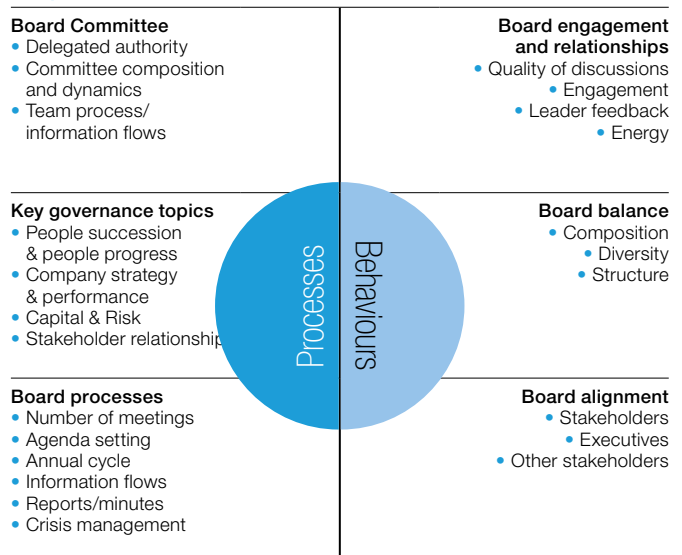 Board Committee
• Delegated authority
• Committee composition
and dynamics
• Team process/
information flows
Key governance topics
• People succession
& people progress
• Company strategy
& performance
• Capital & Risk
• Stakeholder relationship
Board processes
• Number of meetings
• Agenda setting
• Annual cycle
• Information flows
• Reports/minutes
• Crisis management
Processes
Behaviours
Board engagement
and relationships
• Quality of discussions
• Engagement
• Leader feedback
• Energy
Board balance
• Composition
• Diversity
• Structure
Board alignment
• Stakeholders
• Executives
• Other stakeholders